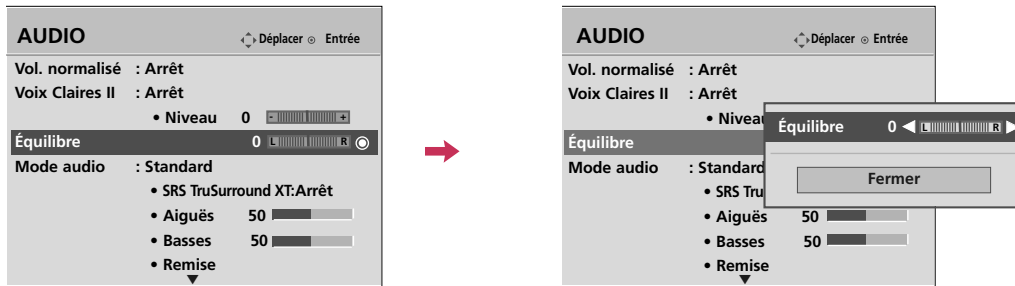 AUDIO
Déplacer Entrée
Vol. normalisé : Arrêt
Voix Claires II : Arrêt
• Niveau 0 - +
Équilibre 0 L R
Mode audio : Standard
• SRS TruSurround XT:Arrêt
• Aiguës 50
• Basses 50
• Remise
AUDIO
Déplacer Entrée
Vol. normalisé : Arrêt
Voix Claires II : Arrêt
• Niveau
Équilibre
Mode audio : Standard
• SRS Tru
• Aiguës 50
• Basses 50
• Remise
Équilibre 0 L R
Fermer